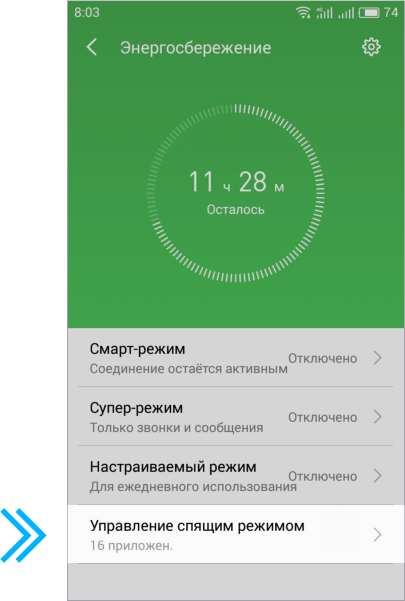 8:03 74
Энергосбережение
11 ч 28 м
Осталось
Смарт-режим
Соединение остаётся активным
Отключено
Супер-режим
Только звонки и сообщения
Отключено
Настраиваемый режим
Для ежедневного использования
Отключено
Управление спящим режимом
16 приложен.